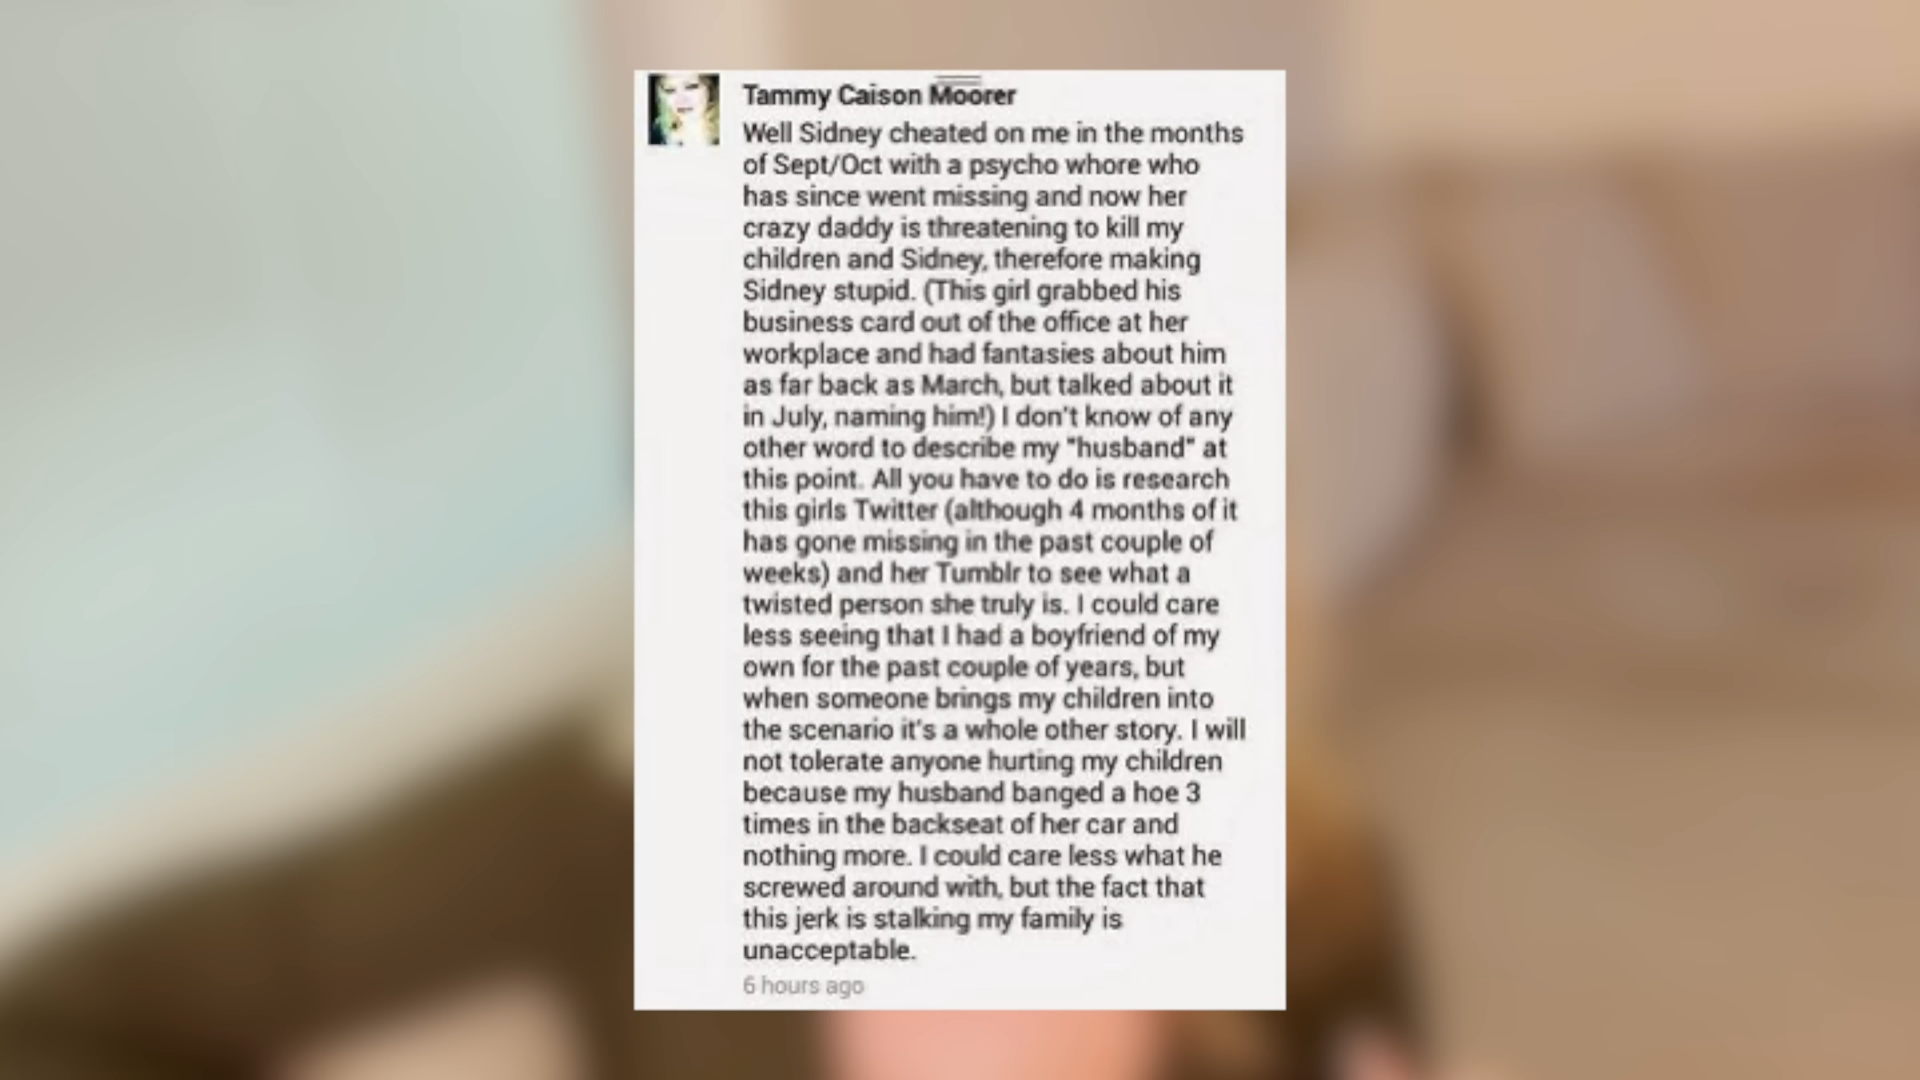 Tammy Caison Moorer
Well Sidney cheated on me in the months
of Sept/Oct with a psycho whore who
has since went missing and now her
crazy daddy is threatening to kill my
children and Sidney, therefore making
Sidney stupid. (This girl grabbed his
business card out of the office at her
workplace and had fantasies about him
as far back as March, but talked about it
in July, naming him!) I don't know of any
other word to describe my "husband" at
this point. All you have to do is research
this girls Twitter (although 4 months of it
has gone missing in the past couple of
weeks) and her Tumblr to see what a
twisted person she truly is. I could care
less seeing that I had a boyfriend of my
own for the past couple of years, but
when someone brings my children into
the scenario it's a whole other story. I will
not tolerate anyone hurting my children
because my husband banged a hoe 3
times in the backseat of her car and
nothing more. I could care less what he
screwed around with, but the fact that
this jerk is stalking my family is
unacceptable.
6 hours ago